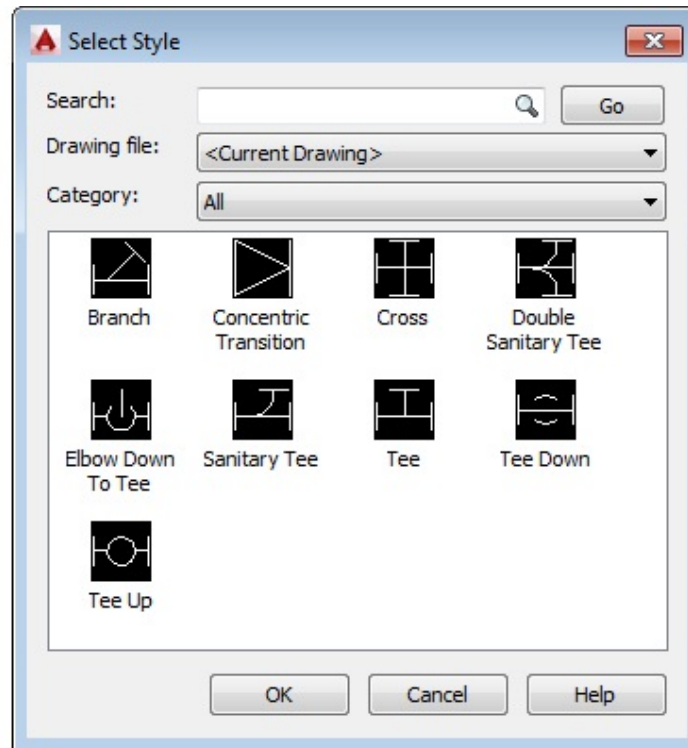 Select Style
Search:
Go
Drawing file:
<Current Drawing>
Category:
All
Branch
Concentric
Transition
Cross
Double
Sanitary Tee
Elbow Down
To Tee
Sanitary Tee
Tee
Tee Down
Tee Up
OK
Cancel
Help